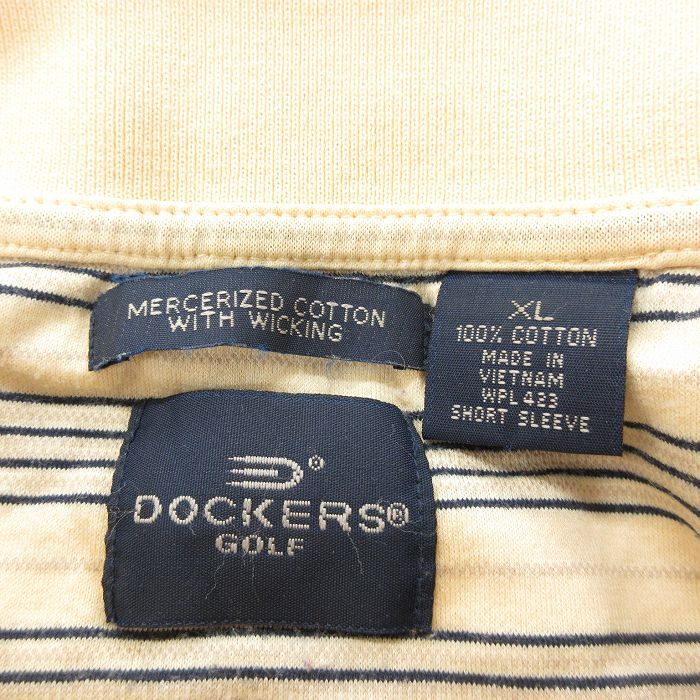 MERCERIZED COTTON
WITH WICKING
XL
100% COTTON
MADE IN
VIETNAM
WPL 423
SHORT SLEEVE
®
DOCKERS®
GOLF